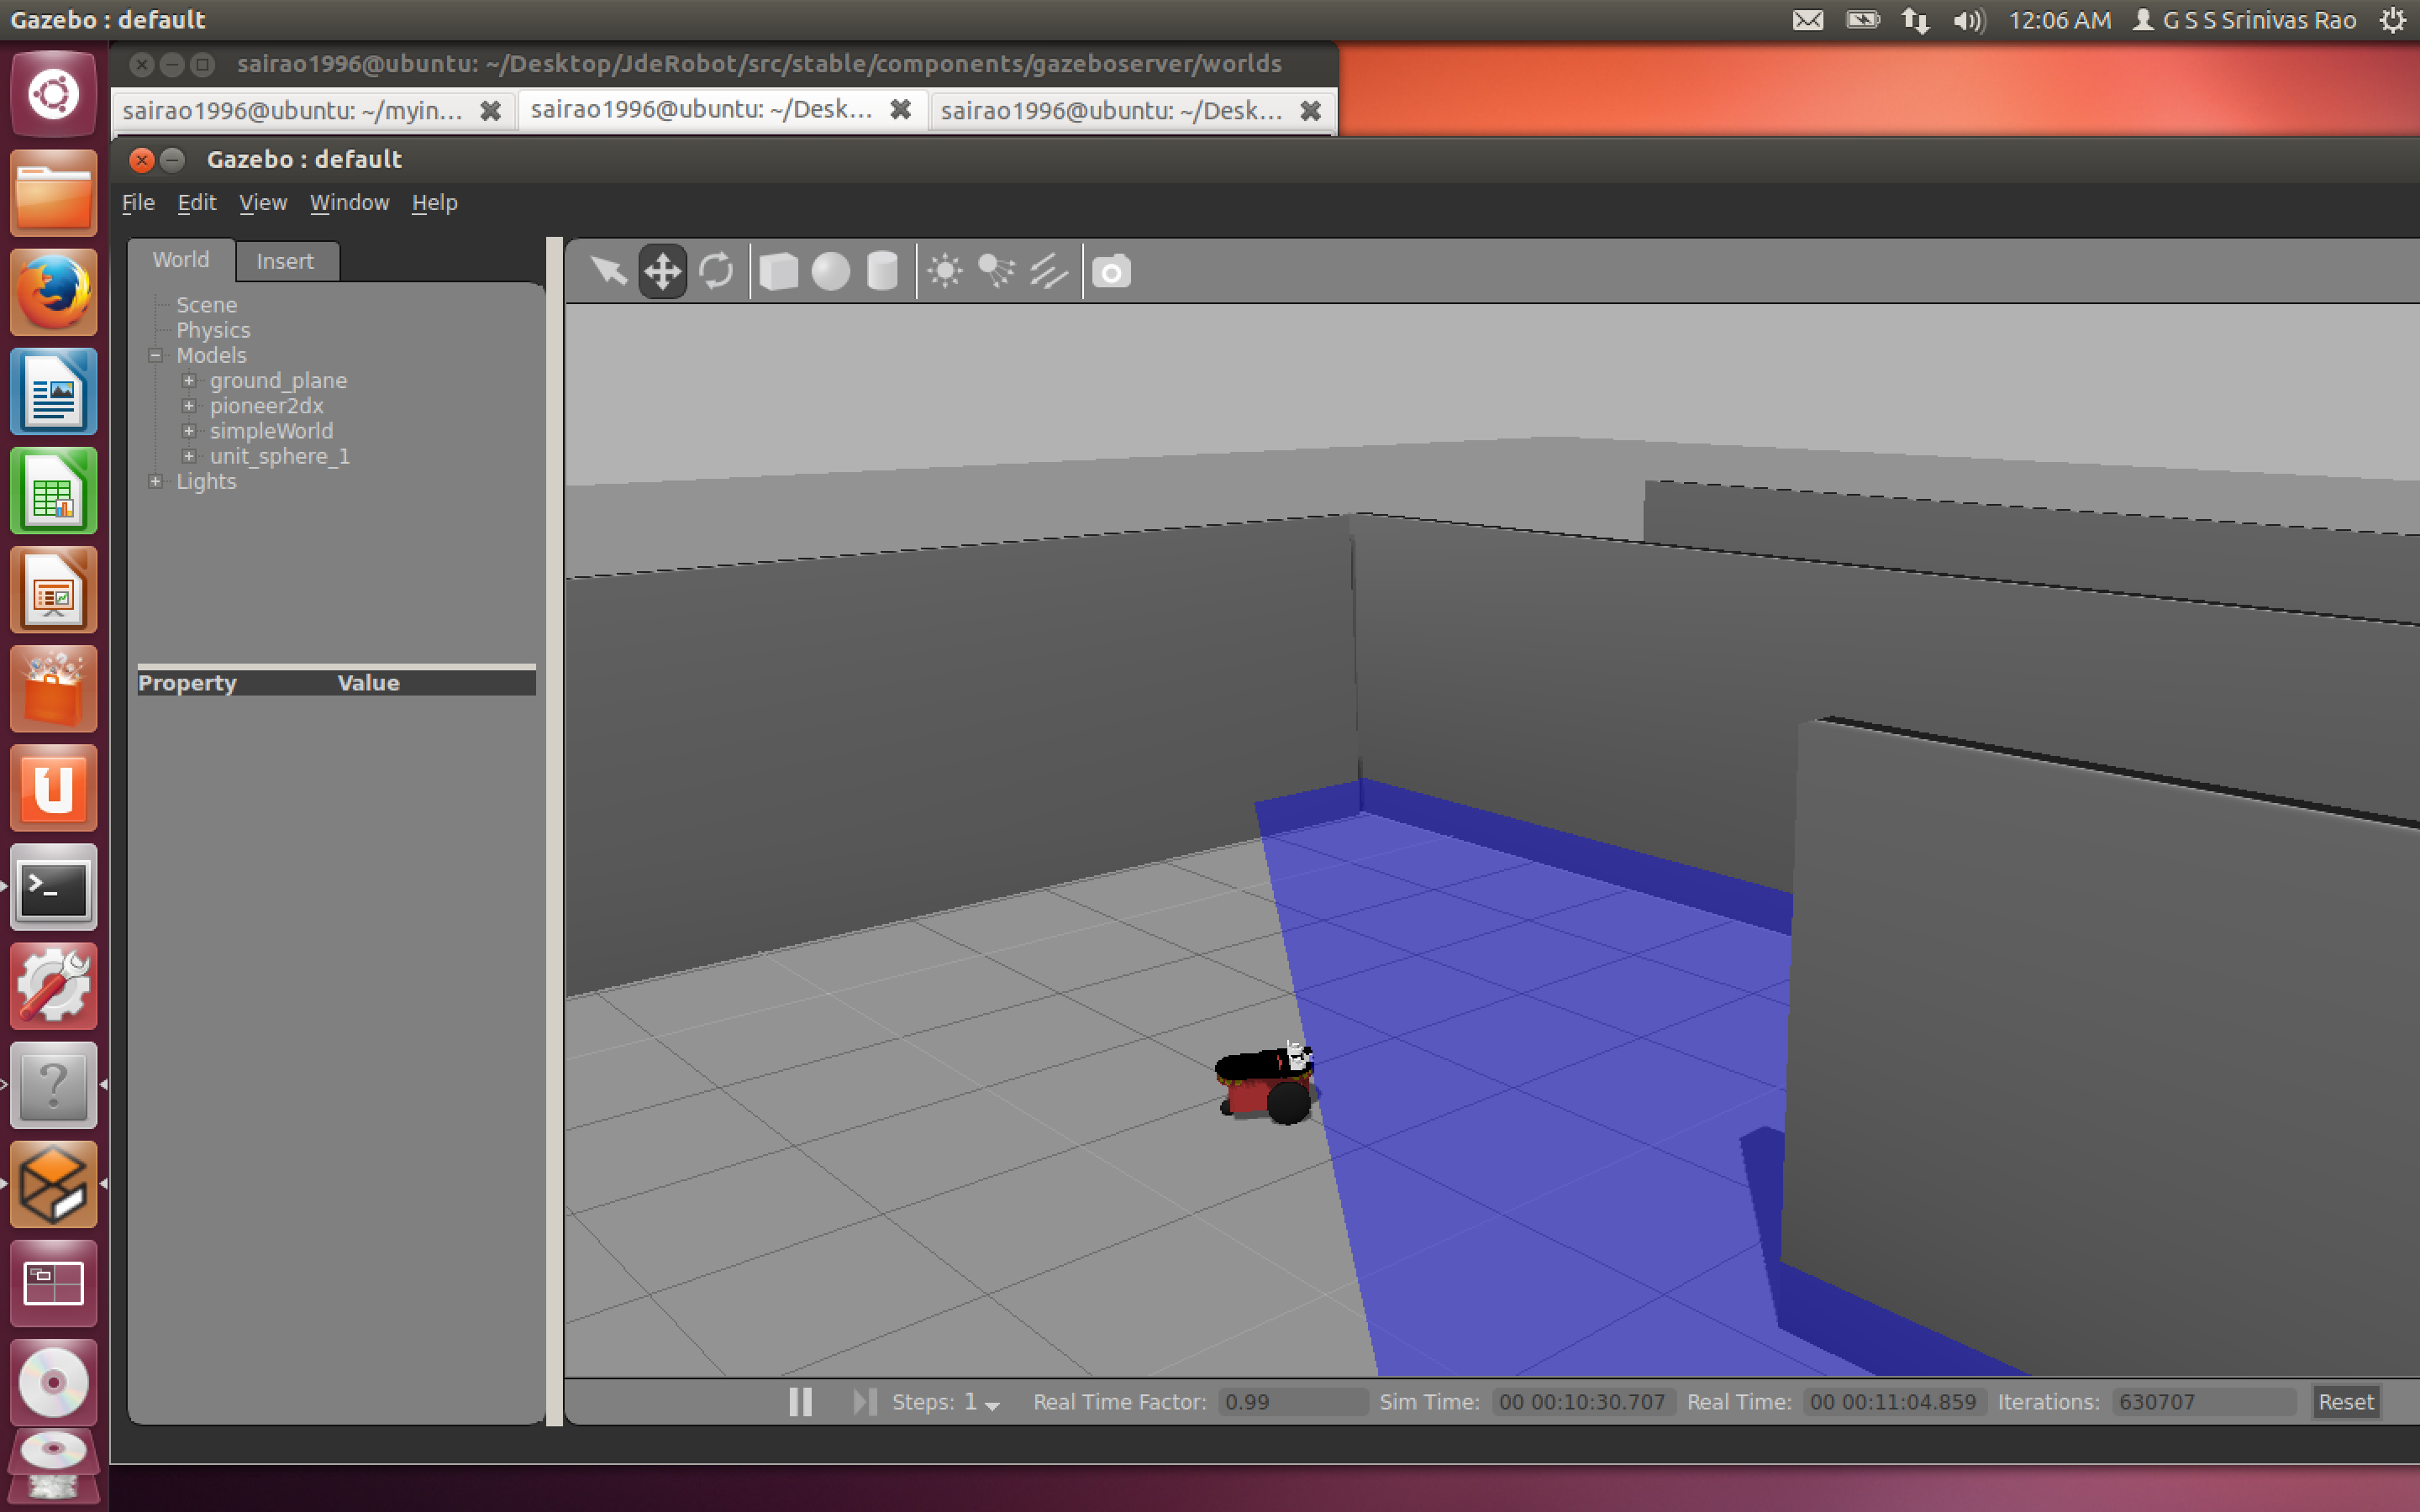 Gazebo : default
12:06 AM G S S Srinivas Rao
sairao1996@ubuntu: ~/Desktop/JdeRobot/src/stable/components/gazeboserver/worlds
sairao1996@ubuntu: ~/myin... sairao1996@ubuntu: ~/Desk... sairao1996@ubuntu: ~/Desk...
Gazebo : default
File Edit View Window Help
World Insert
Scene
Physics
Models
ground_plane
pioneer2dx
simpleWorld
unit_sphere_1
Lights
Property Value
Steps: 1 Real Time Factor: 0.99 Sim Time: 00 00:10:30.707 Real Time: 00 00:11:04.859 Iterations: 630707 Reset